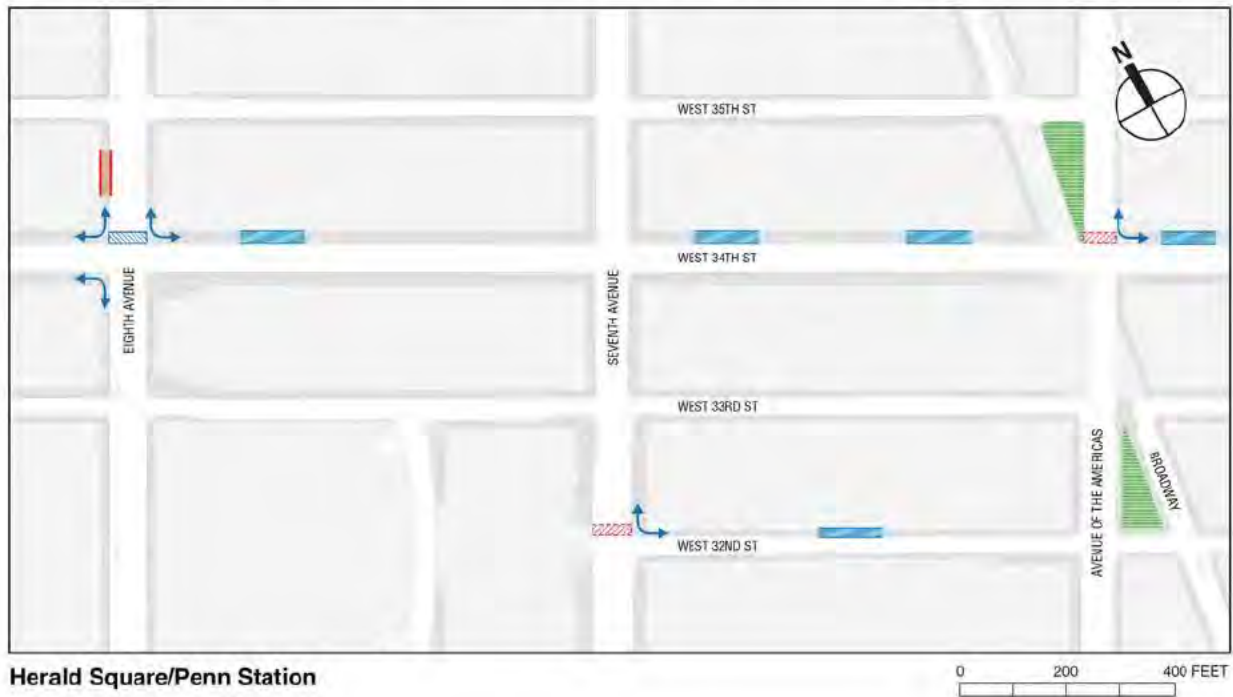 N
WEST 35TH ST
WEST 34TH ST
EIGHTH AVENUE
SEVENTH AVENUE
WEST 33RD ST
AVENUE OF THE AMERICAS
BROADWAY
WEST 32ND ST
Herald Square/Penn Station
0 200 400 FEET